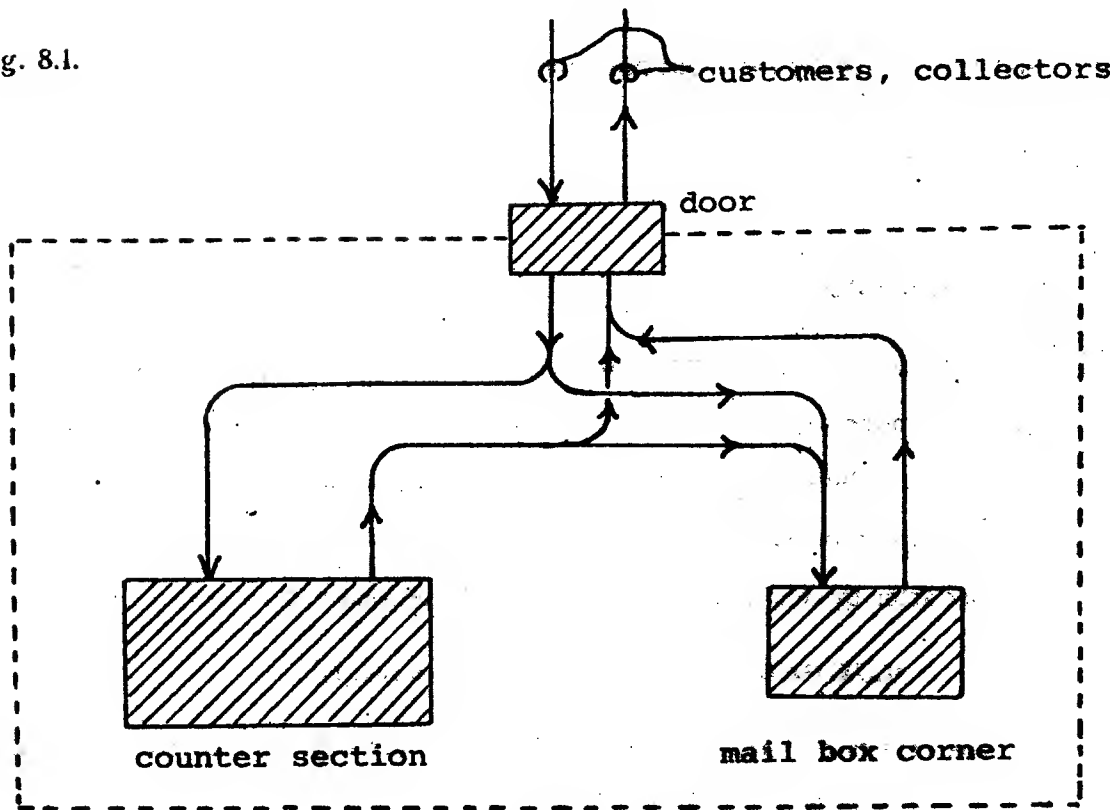 g. 8.1.
customers, collectors
door
counter section
mail box corner